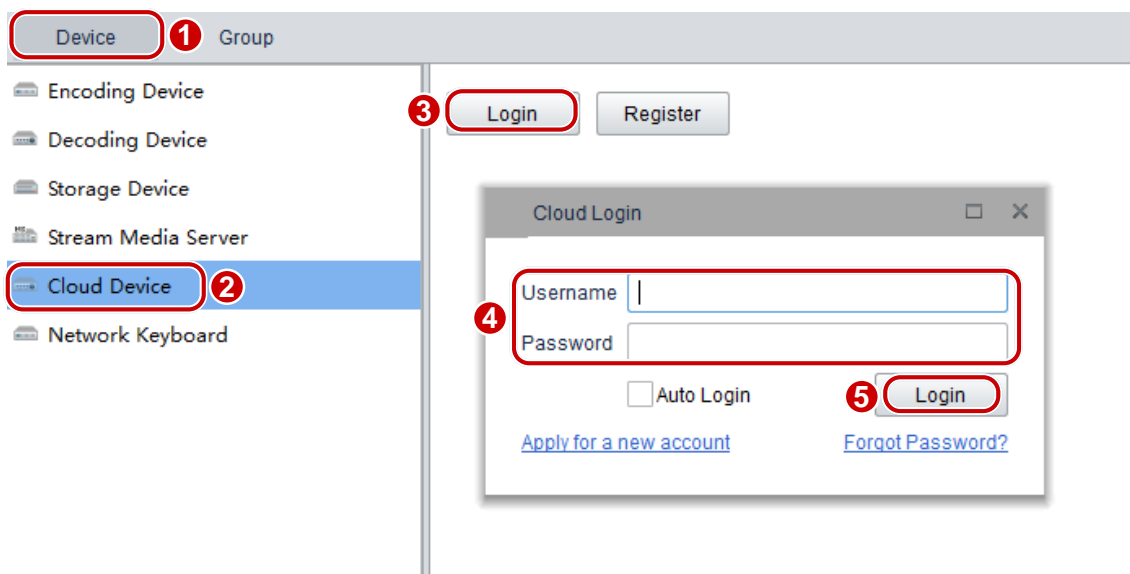 Device 1 Group
Encoding Device
Decoding Device
Storage Device
Stream Media Server
Cloud Device 2
Network Keyboard
3 Login Register
Cloud Login
4
Username
Password
Auto Login 5 Login
Apply for a new account Forgot Password?